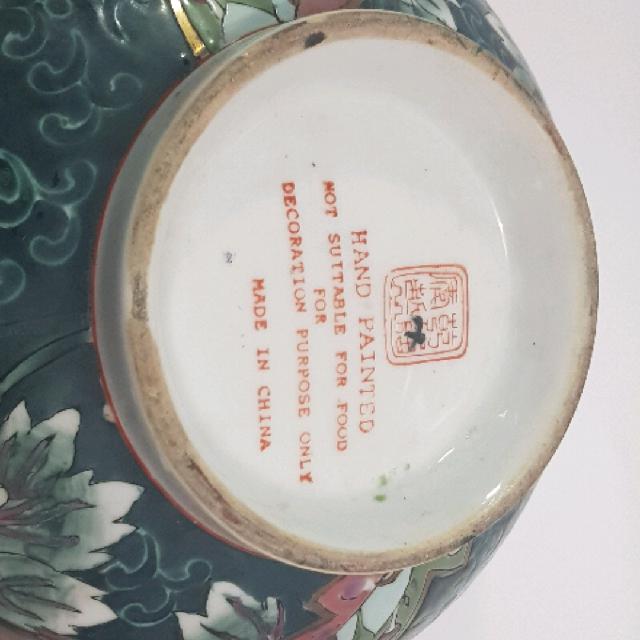 HAND PAINTED
NOT SUITABLE FOR FOOD
FOR
DECORATION PURPOSE ONLY
MADE IN CHINA